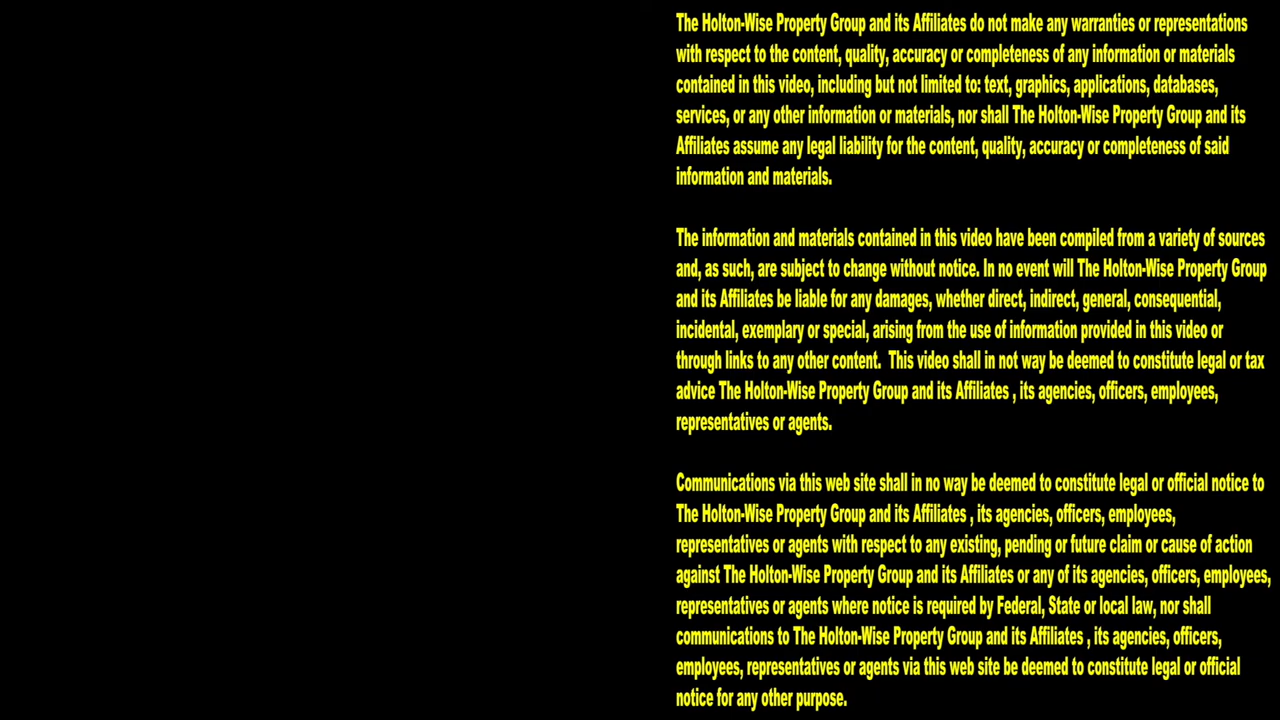 The Holton-Wise Property Group and its Affiliates do not make any warranties or representations
with respect to the content, quality, accuracy or completeness of any information or materials
contained in this video, including but not limited to: text, graphics, applications, databases,
services, or any other information or materials, nor shall The Holton-Wise Property Group and its
Affiliates assume any legal liability for the content, quality, accuracy or completeness of said
information and materials.
The information and materials contained in this video have been compiled from a variety of sources
and, as such, are subject to change without notice. In no event will The Holton-Wise Property Group
and its Affiliates be liable for any damages, whether direct, indirect, general, consequential,
incidental, exemplary or special, arising from the use of information provided in this video or
through links to any other content.  This video shall in not way be deemed to constitute legal or tax
advice The Holton-Wise Property Group and its Affiliates , its agencies, officers, employees,
representatives or agents.
Communications via this web site shall in no way be deemed to constitute legal or official notice to
The Holton-Wise Property Group and its Affiliates , its agencies, officers, employees,
representatives or agents with respect to any existing, pending or future claim or cause of action
against The Holton-Wise Property Group and its Affiliates or any of its agencies, officers, employees,
representatives or agents where notice is required by Federal, State or local law, nor shall
communications to The Holton-Wise Property Group and its Affiliates , its agencies, officers,
employees, representatives or agents via this web site be deemed to constitute legal or official
notice for any other purpose.